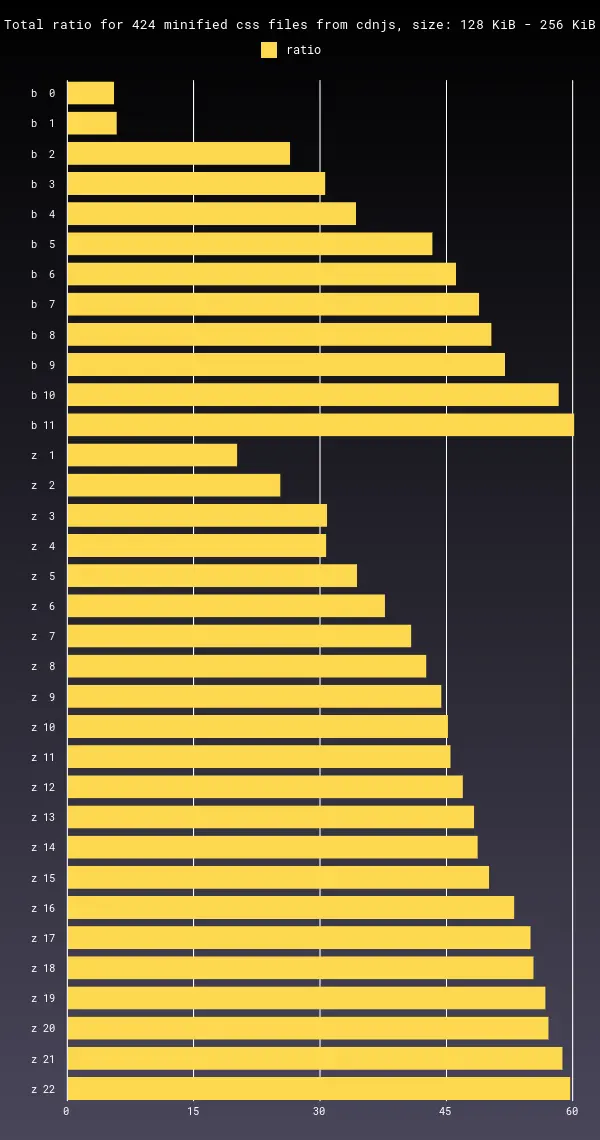 Total ratio for 424 minified css files from cdnjs, size: 128 KiB - 256 KiB
ratio
b 0
b 1
b 2
b 3
b 4
b 5
b 6
b 7
b 8
b 9
b 10
b 11
z 1
z 2
z 3
z 4
z 5
z 6
z 7
z 8
z 9
z 10
z 11
z 12
z 13
z 14
z 15
z 16
z 17
z 18
z 19
z 20
z 21
z 22
0 15 30 45 60